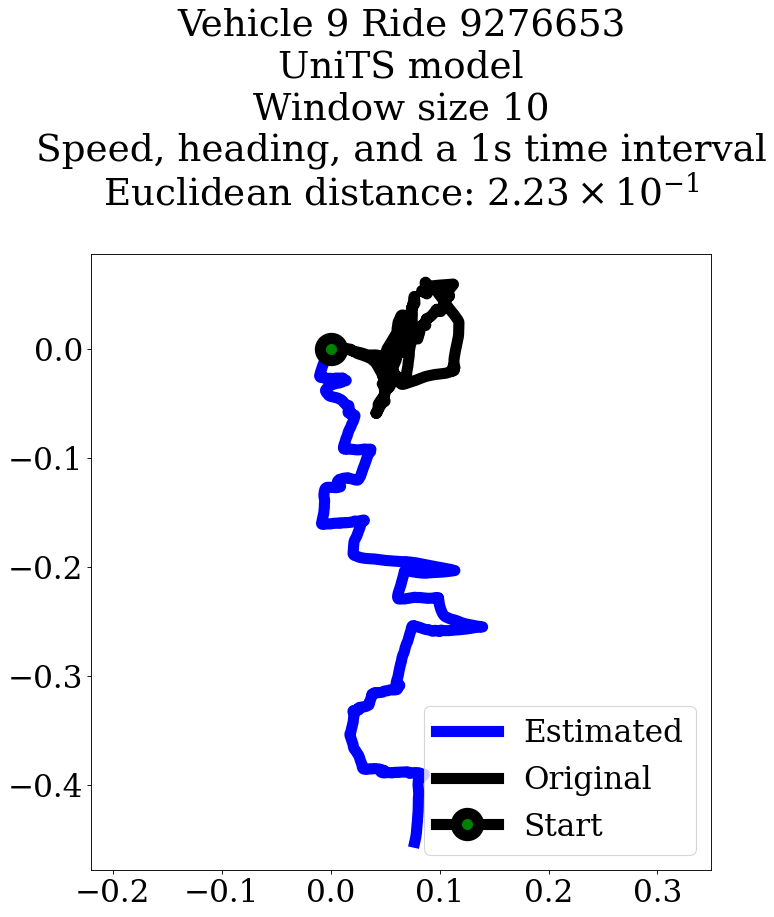 Vehicle 9 Ride 9276653
UniTS model
Window size 10
Speed, heading, and a 1s time interval
Euclidean distance: $2.23 \times 10^{-1}$
0.0
−0.1
−0.2
−0.3
−0.4
Estimated
Original
Start
−0.2 −0.1 0.0 0.1 0.2 0.3